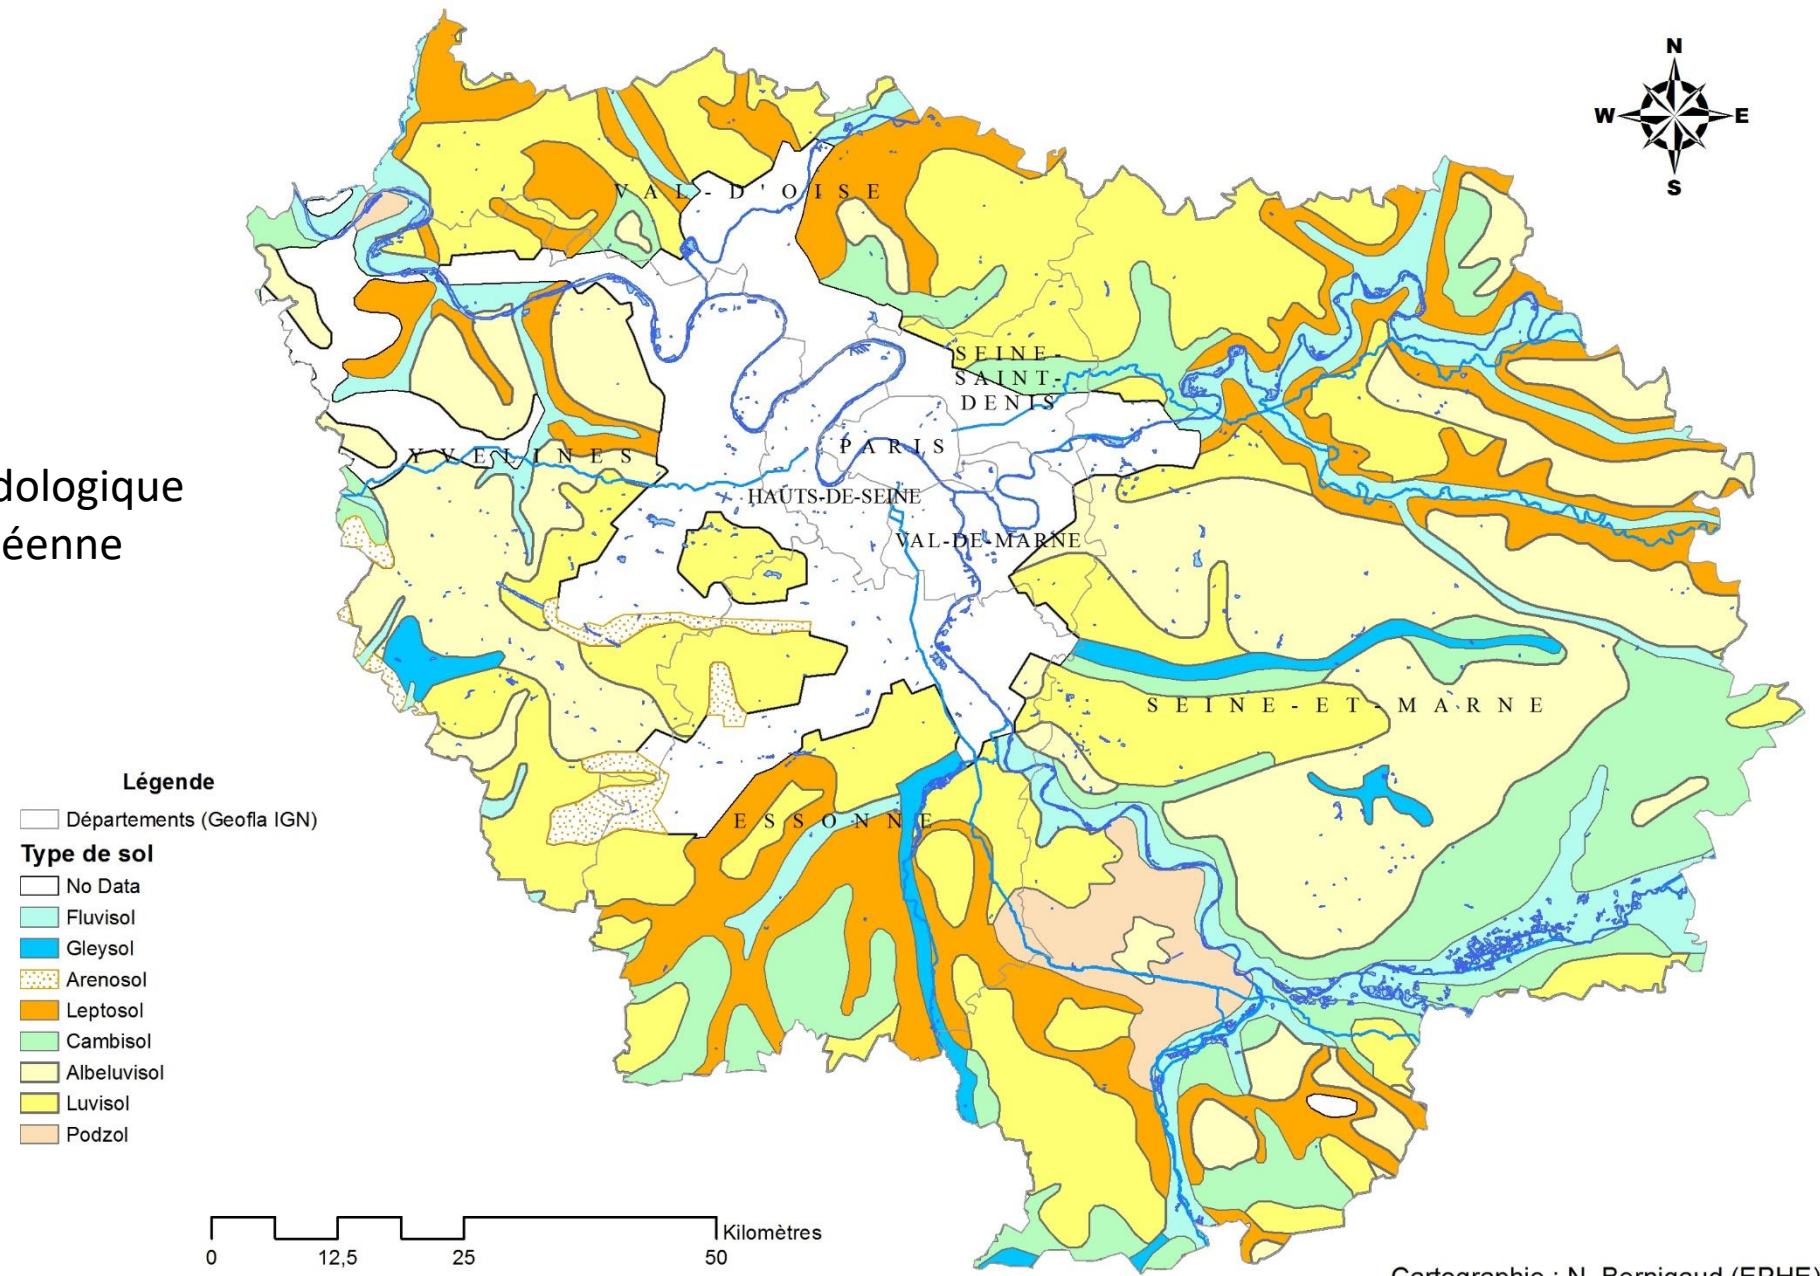 N
W E
S
VAL-D'OISE
SEINE-
SAINT-
DENIS
PARIS
YVELINES
HAUTS-DE-SEINE
VAL-DE-MARNE
dologique
éenne
SEINE-ET-MARNE
ESSONNE
Légende
Départements (Geofla IGN)
Type de sol
No Data
Fluvisol
Gleysol
Arenosol
Leptosol
Cambisol
Albeluvisol
Luvisol
Podzol
Kilomètres
0 12,5 25 50
Cartographie : N. Bornigaud (EPHE)